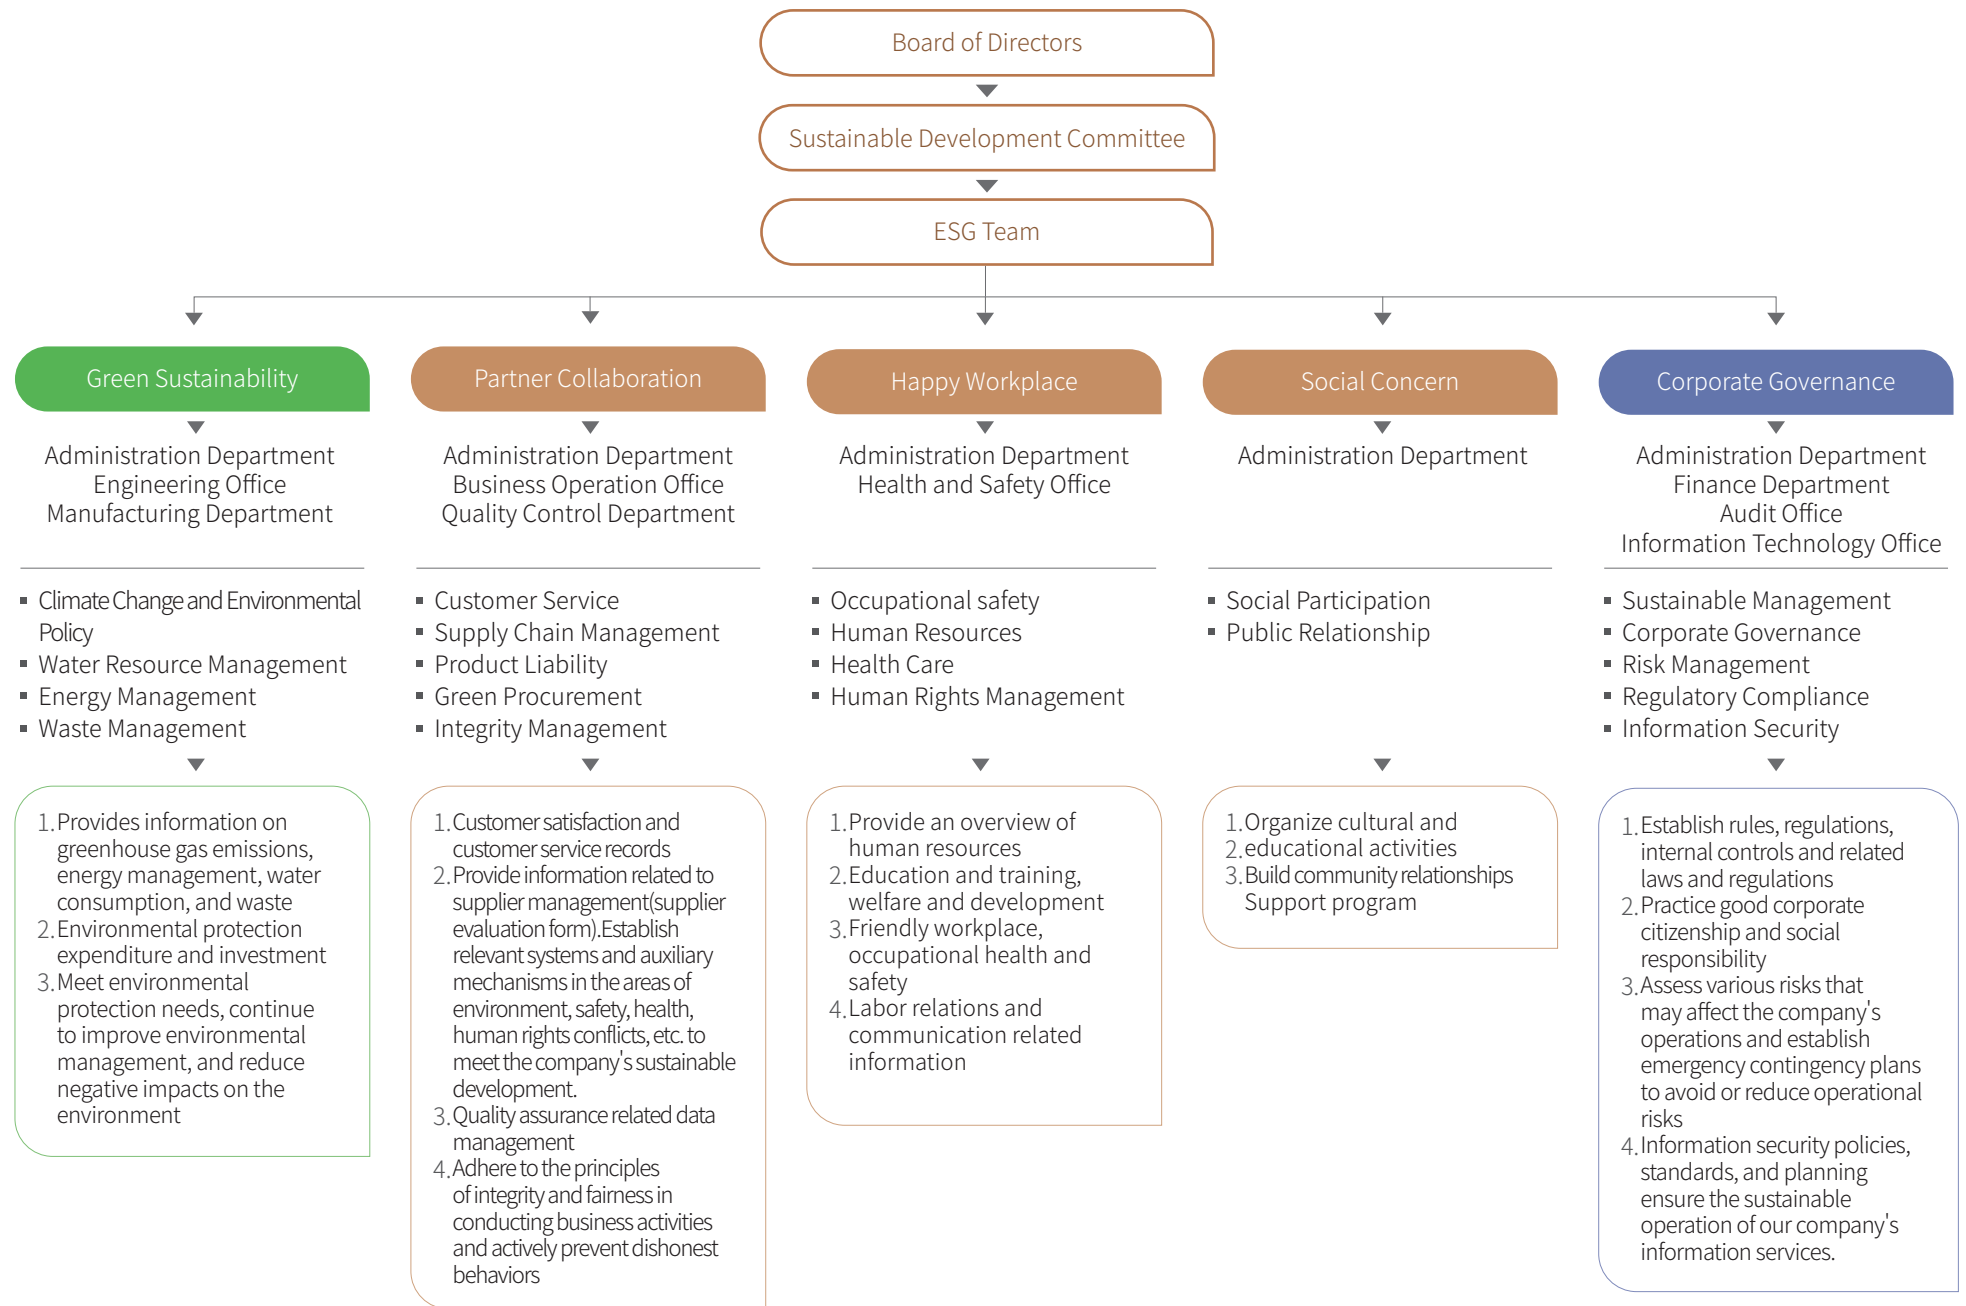 Board of Directors
Sustainable Development Committee
ESG Team
Green Sustainability
Administration Department
Engineering Office
Manufacturing Department
▪ Climate Change and Environmental
Policy
▪ Water Resource Management
▪ Energy Management
▪ Waste Management
1.Provides information on
greenhouse gas emissions,
energy management, water
consumption, and waste
2.Environmental protection
expenditure and investment
3.Meet environmental
protection needs, continue
to improve environmental
management, and reduce
negative impacts on the
environment
Partner Collaboration
Administration Department
Business Operation Office
Quality Control Department
▪ Customer Service
▪ Supply Chain Management
▪ Product Liability
▪ Green Procurement
▪ Integrity Management
1.Customer satisfaction and
customer service records
2.Provide information related to
supplier management(supplier
evaluation form).Establish
relevant systems and auxiliary
mechanisms in the areas of
environment, safety, health,
human rights conflicts, etc. to
meet the company's sustainable
development.
3.Quality assurance related data
management
4.Adhere to the principles
of integrity and fairness in
conducting business activities
and actively prevent dishonest
behaviors
Happy Workplace
Administration Department
Health and Safety Office
▪ Occupational safety
▪ Human Resources
▪ Health Care
▪ Human Rights Management
1.Provide an overview of
human resources
2.Education and training,
welfare and development
3.Friendly workplace,
occupational health and
safety
4.Labor relations and
communication related
information
Social Concern
Administration Department
▪ Social Participation
▪ Public Relationship
1.Organize cultural and
2.educational activities
3.Build community relationships
Support program
Corporate Governance
Administration Department
Finance Department
Audit Office
Information Technology Office
▪ Sustainable Management
▪ Corporate Governance
▪ Risk Management
▪ Regulatory Compliance
▪ Information Security
1.Establish rules, regulations,
internal controls and related
laws and regulations
2.Practice good corporate
citizenship and social
responsibility
3.Assess various risks that
may affect the company's
operations and establish
emergency contingency plans
to avoid or reduce operational
risks
4.Information security policies,
standards, and planning
ensure the sustainable
operation of our company's
information services.